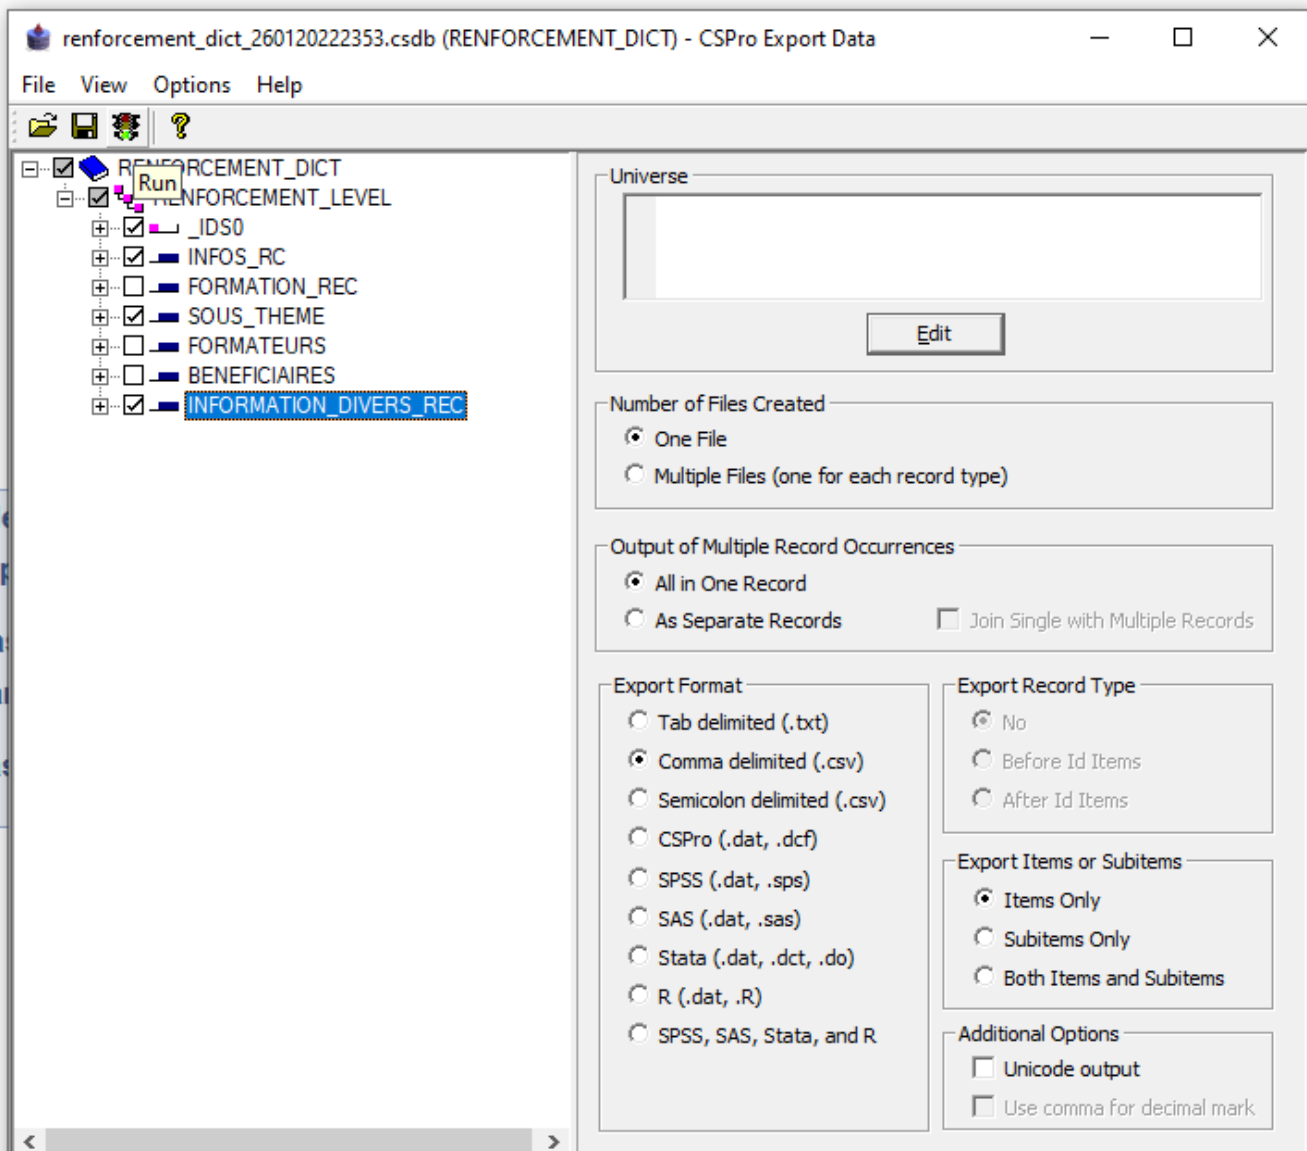 renforcement_dict_260120222353.csdb (RENFORCEMENT_DICT) - CSPro Export Data
File View Options Help
RENFORCEMENT_DICT
Run
RENFORCEMENT_LEVEL
_IDS0
INFOS_RC
FORMATION_REC
SOUS_THEME
FORMATEURS
BENEFICIAIRES
INFORMATION_DIVERS_REC
Universe
Edit
Number of Files Created
One File
Multiple Files (one for each record type)
Output of Multiple Record Occurrences
All in One Record
As Separate Records
Join Single with Multiple Records
Export Format
Tab delimited (.txt)
Comma delimited (.csv)
Semicolon delimited (.csv)
CSPro (.dat, .dcf)
SPSS (.dat, .sps)
SAS (.dat, .sas)
Stata (.dat, .dct, .do)
R (.dat, .R)
SPSS, SAS, Stata, and R
Export Record Type
No
Before Id Items
After Id Items
Export Items or Subitems
Items Only
Subitems Only
Both Items and Subitems
Additional Options
Unicode output
Use comma for decimal mark